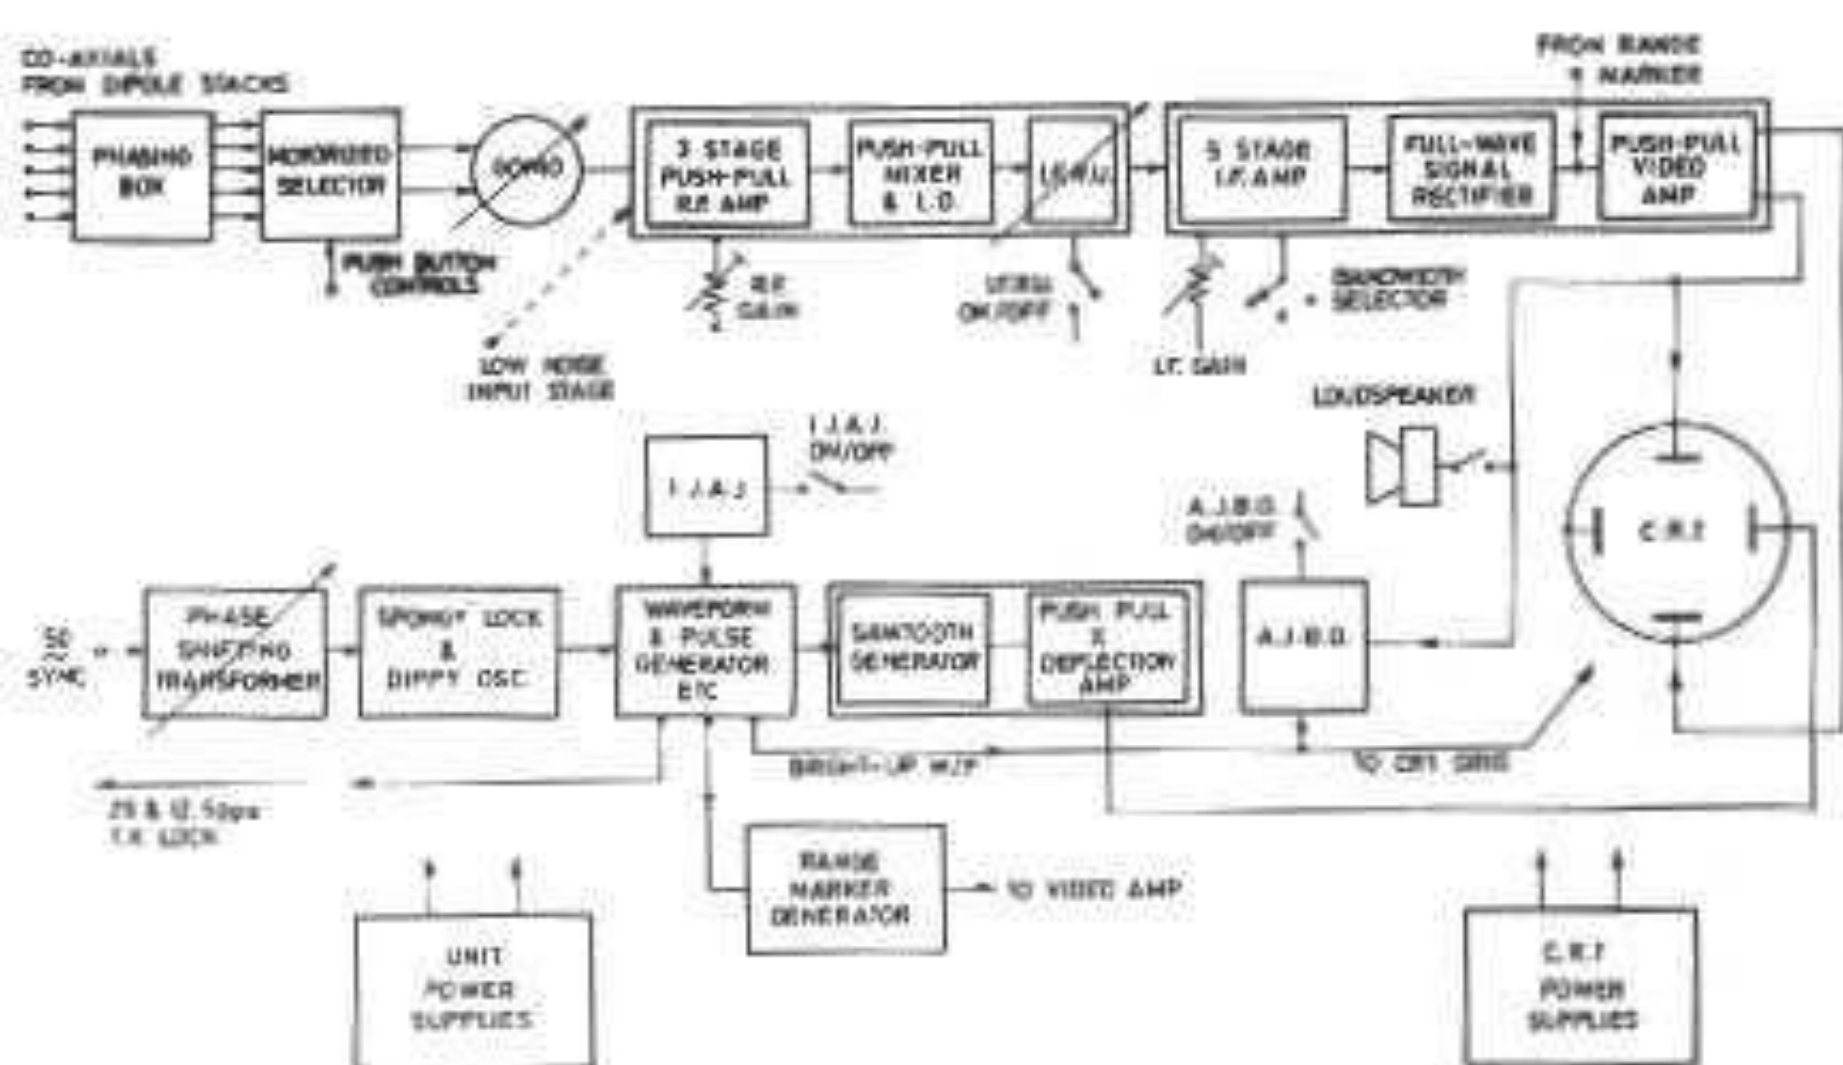 CO-AXIALS
FROM DIPOLE STACKS
PHASING
BOX
MOTORIZED
SELECTOR
PUSH BUTTON
CONTROLS
GONIO
LOW NOISE
INPUT STAGE
3 STAGE
PUSH-PULL
R.F. AMP
R.F.
GAIN
PUSH-PULL
MIXER
& L.O.
I.F.R.U.
I.F.R.U.
ON/OFF
5 STAGE
I.F. AMP
I.F. GAIN
BANDWIDTH
SELECTOR
FULL-WAVE
SIGNAL
RECTIFIER
FROM RANGE
MARKER
PUSH-PULL
VIDEO
AMP
LOUDSPEAKER
C.R.T
I.J.A.J.
ON/OFF
I.J.A.J
A.J.B.O.
ON/OFF
A.J.B.O.
SYNC
PHASE
SHIFTING
TRANSFORMER
SPONGY LOCK
&
DIPPY OSC.
WAVEFORM
& PULSE
GENERATOR
ETC
SAWTOOTH
GENERATOR
PUSH PULL
X
DEFLECTION
AMP
BRIGHT-UP W/F
TO CRT GRID
25 & 12.5pps
T.X LOCK
RANGE
MARKER
GENERATOR
TO VIDEO AMP
UNIT
POWER
SUPPLIES
C.R.T
POWER
SUPPLIES